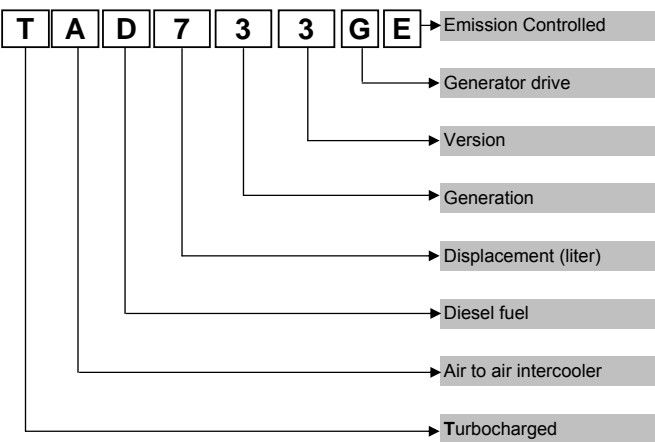 T A D 7 3 3 G E
Emission Controlled
Generator drive
Version
Generation
Displacement (liter)
Diesel fuel
Air to air intercooler
Turbocharged